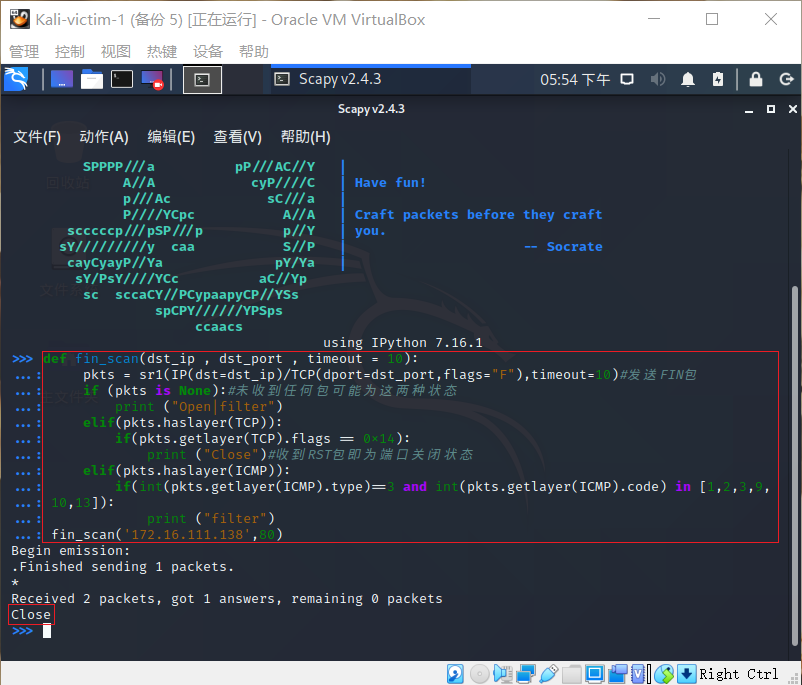 Kali-victim-1 (备份 5) [正在运行] - Oracle VM VirtualBox
管理 控制 视图 热键 设备 帮助
Scapy v2.4.3 05:54 下午
Scapy v2.4.3
文件(F) 动作(A) 编辑(E) 查看(V) 帮助(H)
SPPPP///a pP///AC//Y |
A//A cyP////C | Have fun!
p///Ac sC///a |
P////YCpc A//A | Craft packets before they craft
scccccp///pSP///p p//Y | you.
sY/////////y caa S//P | -- Socrate
cayCyayP//Ya pY/Ya |
sY/PsY////YCc aC//Yp
sc sccaCY//PCypaapyCP//YSs
spCPY//////YPSps
ccaacs
using IPython 7.16.1
>>> def fin_scan(dst_ip , dst_port , timeout = 10):
...: pkts = sr1(IP(dst=dst_ip)/TCP(dport=dst_port,flags="F"),timeout=10)#发送FIN包
...: if (pkts is None):#未收到任何包可能为这两种状态
...: print ("Open|filter")
...: elif(pkts.haslayer(TCP)):
...: if(pkts.getlayer(TCP).flags == 0×14):
...: print ("Close")#收到RST包即为端口关闭状态
...: elif(pkts.haslayer(ICMP)):
...: if(int(pkts.getlayer(ICMP).type)==3 and int(pkts.getlayer(ICMP).code) in [1,2,3,9,
...: 10,13]):
...: print ("filter")
...: fin_scan('172.16.111.138',80)
Begin emission:
.Finished sending 1 packets.
*
Received 2 packets, got 1 answers, remaining 0 packets
Close
>>>
Right Ctrl